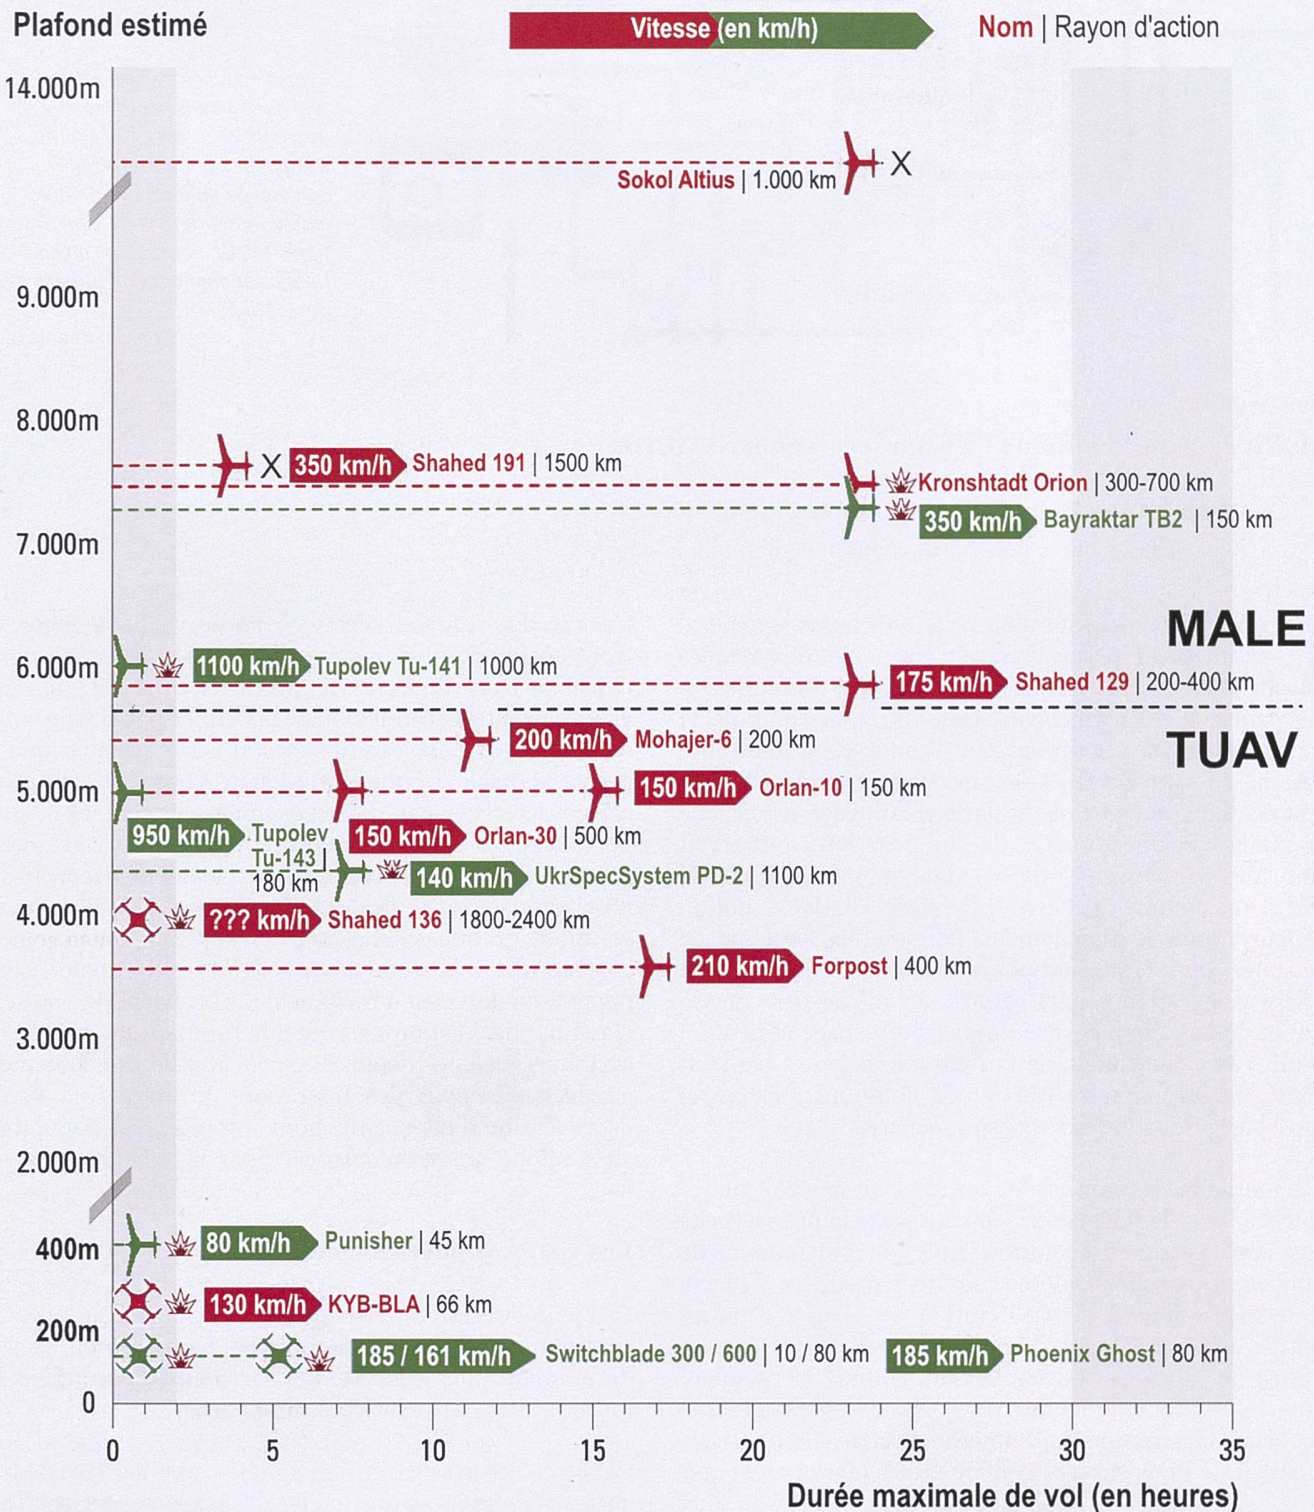 Plafond estimé
Vitesse (en km/h)
Nom | Rayon d'action
14.000m
X
Sokol Altius | 1.000 km
9.000m
8.000m
X 350 km/h Shahed 191 | 1500 km
Kronshtadt Orion | 300-700 km
350 km/h Bayraktar TB2 | 150 km
7.000m
MALE
6.000m
1100 km/h Tupolev Tu-141 | 1000 km
175 km/h Shahed 129 | 200-400 km
200 km/h Mohajer-6 | 200 km
TUAV
5.000m
150 km/h Orlan-10 | 150 km
950 km/h Tupolev
Tu-143 |
180 km
150 km/h Orlan-30 | 500 km
140 km/h UkrSpecSystem PD-2 | 1100 km
4.000m
??? km/h Shahed 136 | 1800-2400 km
210 km/h Forpost | 400 km
3.000m
2.000m
400m
80 km/h Punisher | 45 km
130 km/h KYB-BLA | 66 km
200m
185 / 161 km/h Switchblade 300 / 600 | 10 / 80 km
185 km/h Phoenix Ghost | 80 km
0
0 5 10 15 20 25 30 35
Durée maximale de vol (en heures)